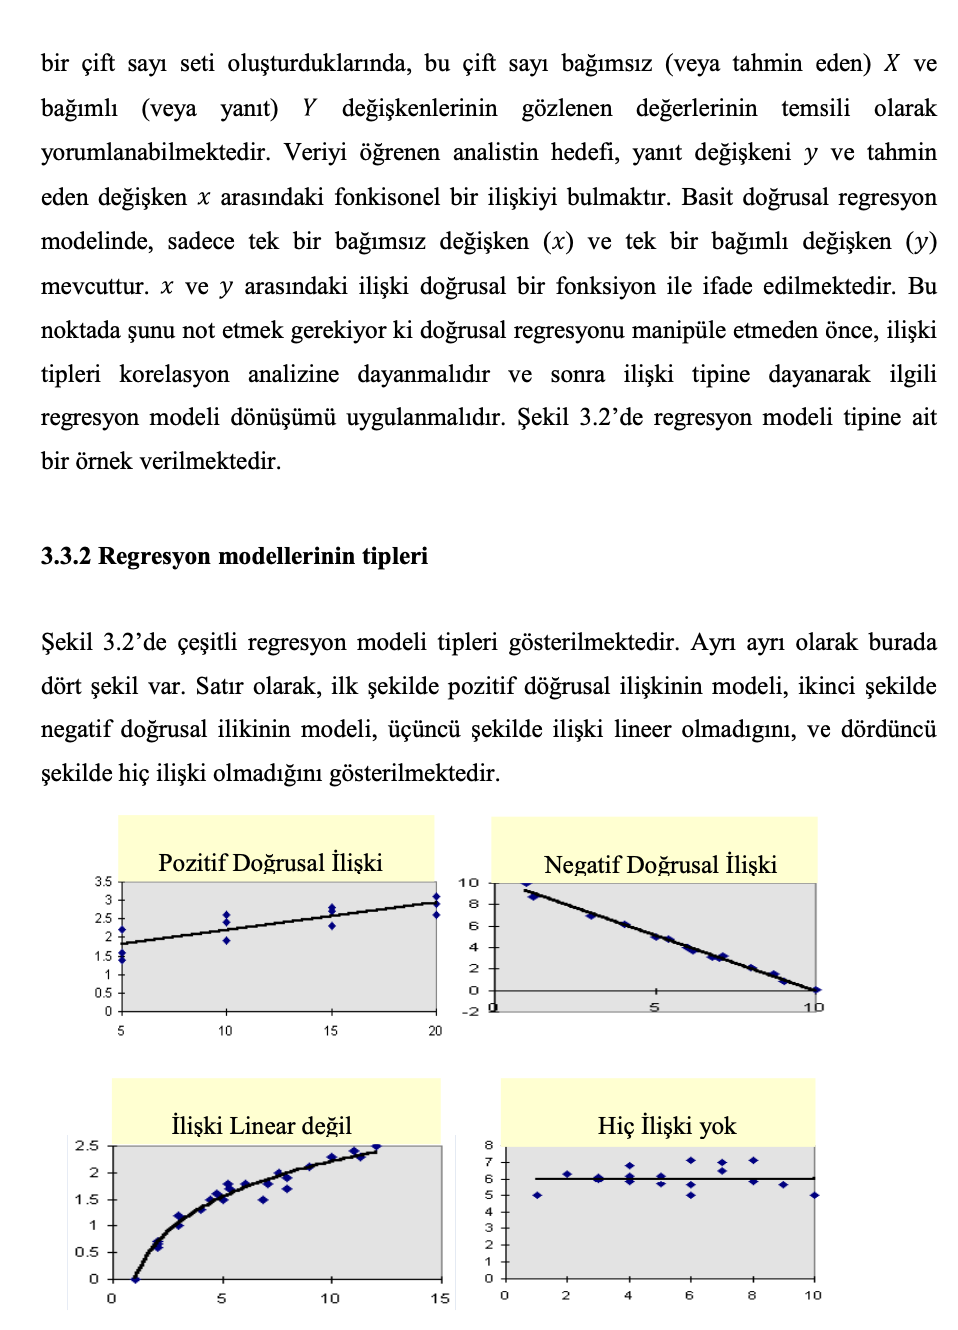 bir çift sayı seti oluşturduklarında, bu çift sayı bağımsız (veya tahmin eden) X ve
bağımlı (veya yanıt) Y değişkenlerinin gözlenen değerlerinin temsili olarak
yorumlanabilmektedir. Veriyi öğrenen analistin hedefi, yanıt değişkeni y ve tahmin
eden değişken x arasındaki fonkisonel bir ilişkiyi bulmaktır. Basit doğrusal regresyon
modelinde, sadece tek bir bağımsız değişken (x) ve tek bir bağımlı değişken (y)
mevcuttur. x ve y arasındaki ilişki doğrusal bir fonksiyon ile ifade edilmektedir. Bu
noktada şunu not etmek gerekiyor ki doğrusal regresyonu manipüle etmeden önce, ilişki
tipleri korelasyon analizine dayanmalıdır ve sonra ilişki tipine dayanarak ilgili
regresyon modeli dönüşümü uygulanmalıdır. Şekil 3.2’de regresyon modeli tipine ait
bir örnek verilmektedir.
3.3.2 Regresyon modellerinin tipleri
Şekil 3.2’de çeşitli regresyon modeli tipleri gösterilmektedir. Ayrı ayrı olarak burada
dört şekil var. Satır olarak, ilk şekilde pozitif döğrusal ilişkinin modeli, ikinci şekilde
negatif doğrusal ilikinin modeli, üçüncü şekilde ilişki lineer olmadıgını, ve dördüncü
şekilde hiç ilişki olmadığını gösterilmektedir.
Pozitif Doğrusal İlişki
3.5
3
2.5
2
1.5
1
0.5
0
5 10 15 20
Negatif Doğrusal İlişki
10
8
6
4
2
0
-2
0 5 10
İlişki Linear değil
2.5
2
1.5
1
0.5
0
0 5 10 15
Hiç İlişki yok
8
7
6
5
4
3
2
1
0
0 2 4 6 8 10